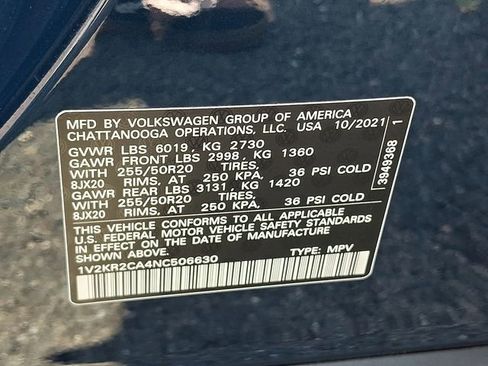 MFD BY VOLKSWAGEN GROUP OF AMERICA
CHATTANOOGA OPERATIONS, LLC. USA 10/2021
GVWR LBS 6019, KG 2730
GAWR FRONT LBS 2998, KG 1360
WITH 255/50R20 TIRES,
8JX20 RIMS, AT 250 KPA, 36 PSI COLD
GAWR REAR LBS 3131, KG 1420
WITH 255/50R20 TIRES,
8JX20 RIMS, AT 250 KPA, 36 PSI COLD
THIS VEHICLE CONFORMS TO ALL APPLICABLE
U.S. FEDERAL MOTOR VEHICLE SAFETY STANDARDS
IN EFFECT ON THE DATE OF MANUFACTURE
SHOWN ABOVE.
1V2KR2CA4NC506630 TYPE: MPV
3949368 1